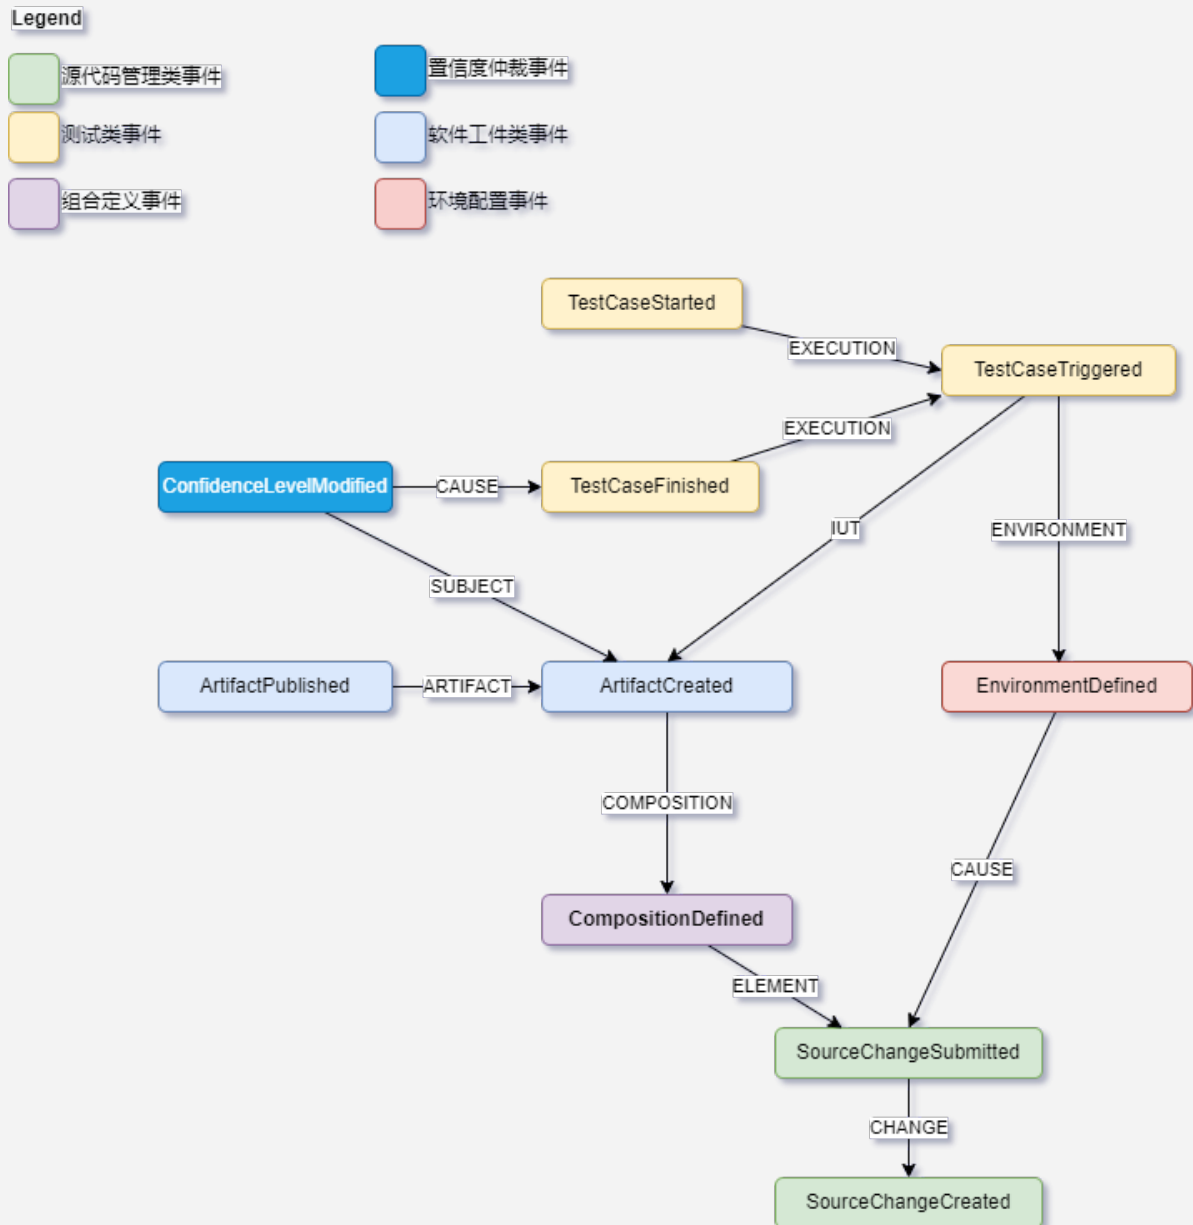 Legend
源代码管理类事件
置信度仲裁事件
测试类事件
软件工件类事件
组合定义事件
环境配置事件
TestCaseStarted
EXECUTION
TestCaseTriggered
EXECUTION
ConfidenceLevelModified
CAUSE
TestCaseFinished
IUT
ENVIRONMENT
SUBJECT
ArtifactPublished
ARTIFACT
ArtifactCreated
EnvironmentDefined
COMPOSITION
CAUSE
CompositionDefined
ELEMENT
SourceChangeSubmitted
CHANGE
SourceChangeCreated